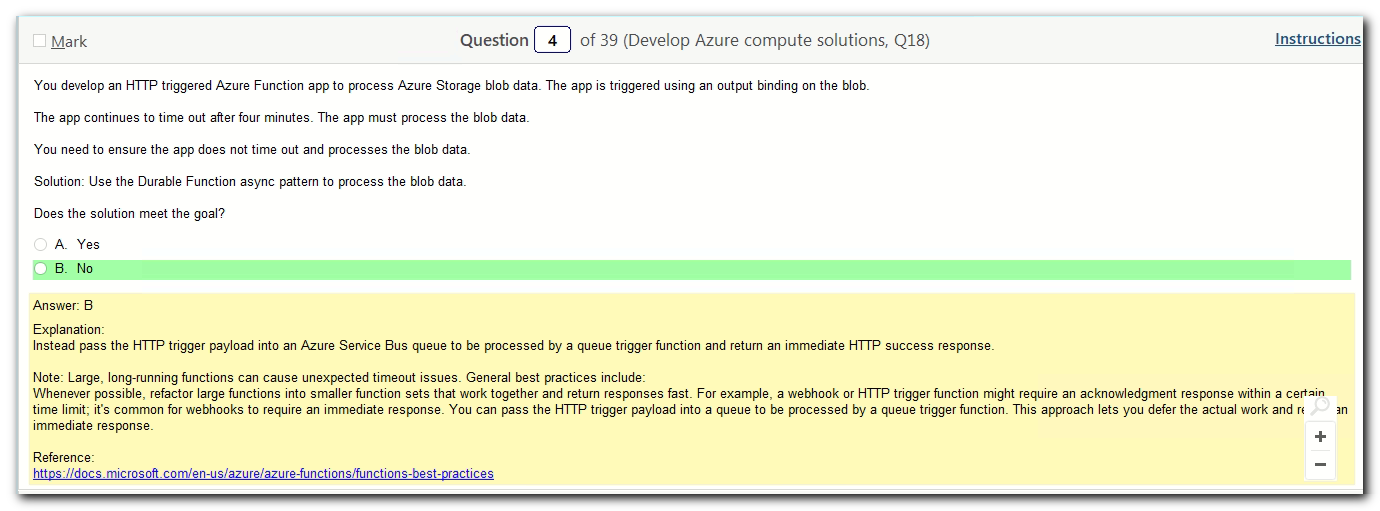 Mark
Question 4 of 39 (Develop Azure compute solutions, Q18)
Instructions
You develop an HTTP triggered Azure Function app to process Azure Storage blob data. The app is triggered using an output binding on the blob.
The app continues to time out after four minutes. The app must process the blob data.
You need to ensure the app does not time out and processes the blob data.
Solution: Use the Durable Function async pattern to process the blob data.
Does the solution meet the goal?
A. Yes
B. No
Answer: B
Explanation:
Instead pass the HTTP trigger payload into an Azure Service Bus queue to be processed by a queue trigger function and return an immediate HTTP success response.
Note: Large, long-running functions can cause unexpected timeout issues. General best practices include:
Whenever possible, refactor large functions into smaller function sets that work together and return responses fast. For example, a webhook or HTTP trigger function might require an acknowledgment response within a certain
time limit; it's common for webhooks to require an immediate response. You can pass the HTTP trigger payload into a queue to be processed by a queue trigger function. This approach lets you defer the actual work and an
immediate response.
Reference:
https://docs.microsoft.com/en-us/azure/azure-functions/functions-best-practices
+
−